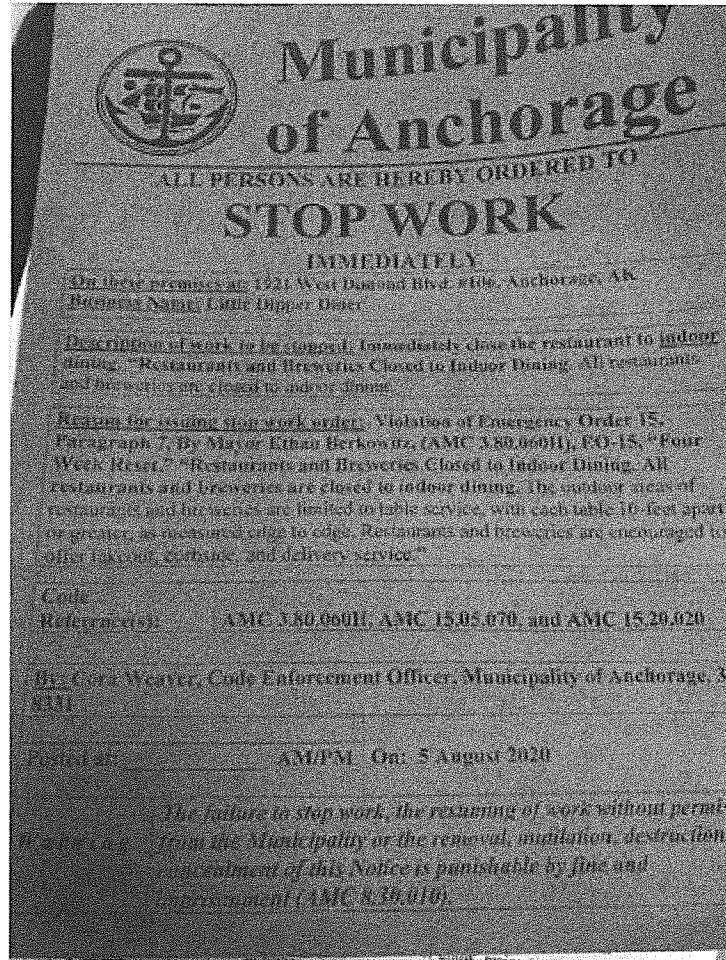 Municipality
of Anchorage
ALL PERSONS ARE HEREBY ORDERED TO
STOP WORK
IMMEDIATELY
On these premises at: 1921 West Dimond Blvd. #106, Anchorage, AK
Business Name: Little Dipper Diner
Description of work to be stopped: Immediately close the restaurant to indoor
dining. "Restaurants and Breweries Closed to Indoor Dining. All restaurants
and breweries are closed to indoor dining
Reason for issuing stop work order: Violation of Emergency Order 15,
Paragraph 7, By Mayor Ethan Berkowitz, (AMC 3.80.060H), EO-15, "Four
Week Reset." "Restaurants and Breweries Closed to Indoor Dining. All
restaurants and breweries are closed to indoor dining. The outdoor areas of
restaurants and breweries are limited to table service, with each table 10-feet apart
or greater, as measured edge to edge. Restaurants and breweries are encouraged to
offer takeout, curbside, and delivery service."
Code
Reference(s): AMC 3.80.060H, AMC 15.05.070, and AMC 15.20.020
By: Cora Weaver, Code Enforcement Officer, Municipality of Anchorage, 3
8331
Posted at: AM/PM On: 5 August 2020
The failure to stop work, the resuming of work without permi
Warning: from the Municipality or the removal, mutilation, destruction
concealment of this Notice is punishable by fine and
imprisonment (AMC 8.30.010).